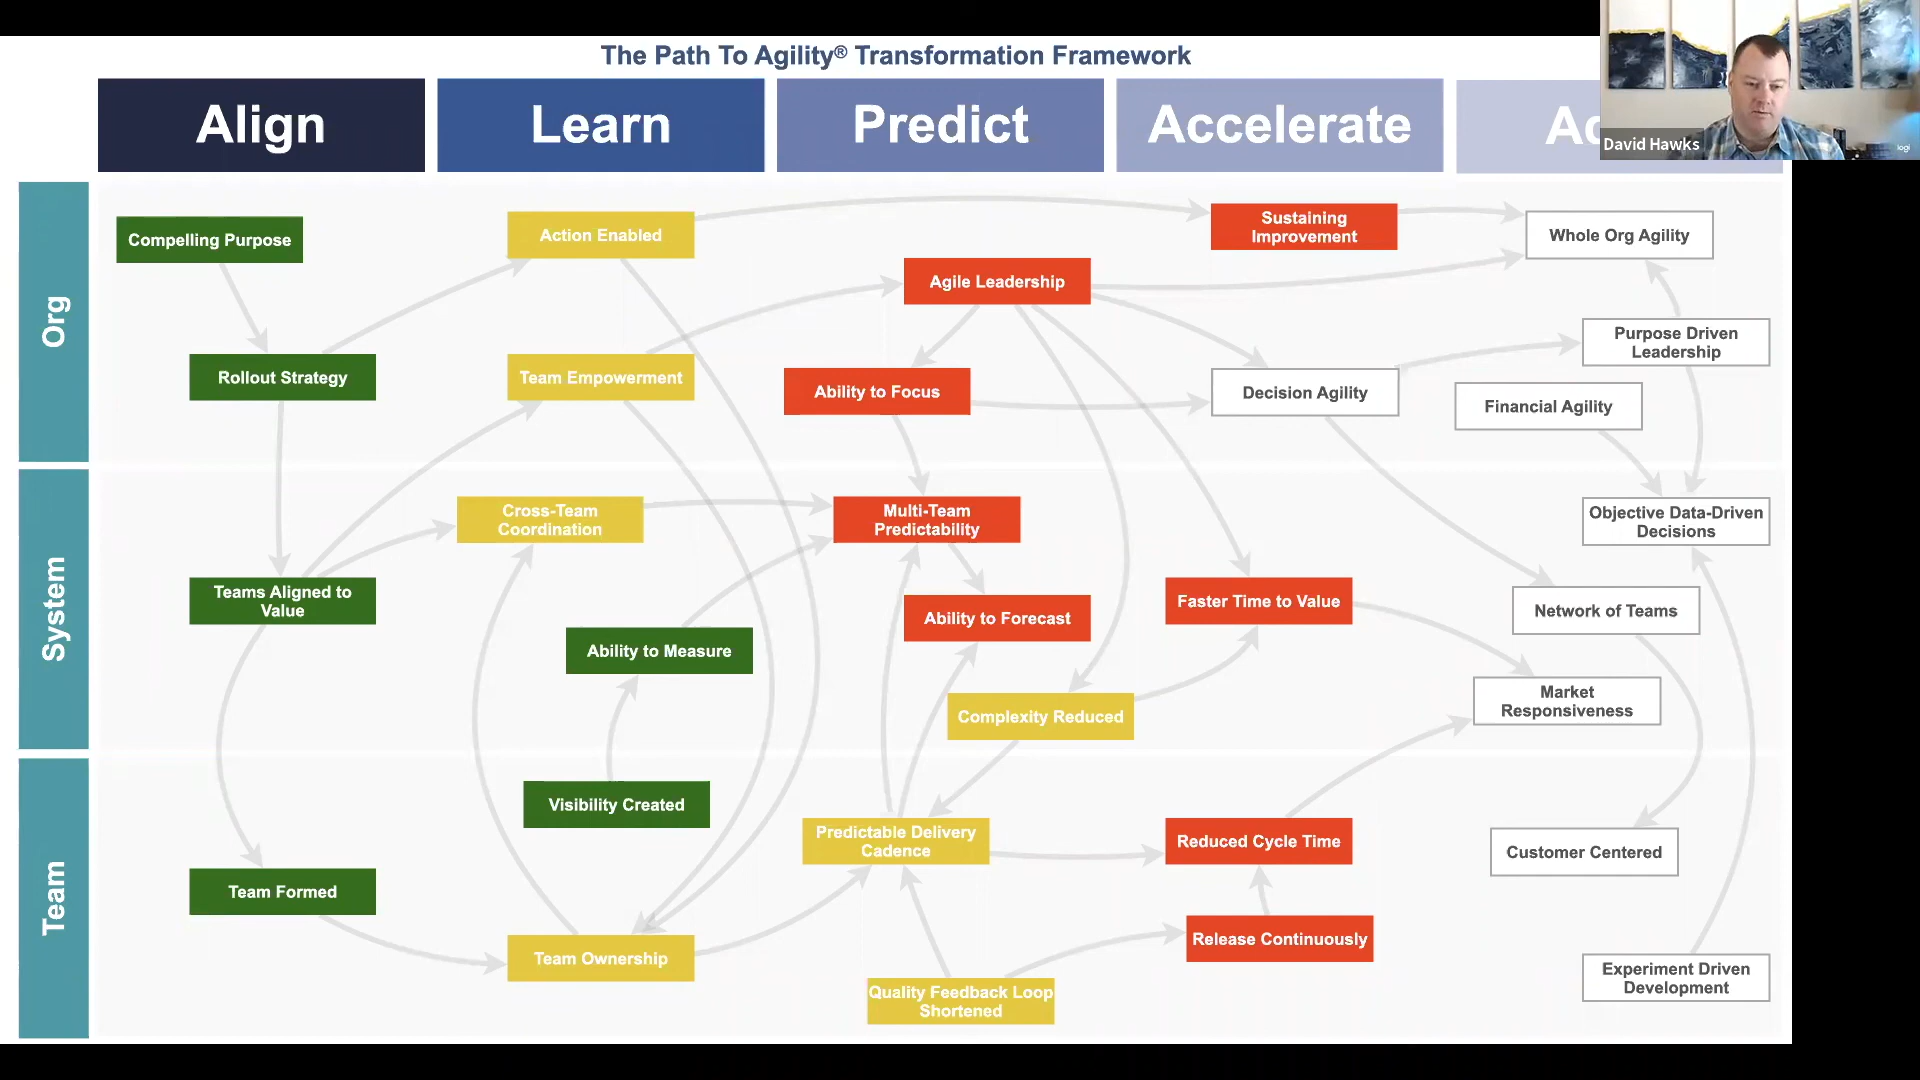 The Path To Agility® Transformation Framework
Align
Learn
Predict
Accelerate
David Hawks
logi
Org
Compelling Purpose
Action Enabled
Sustaining
Improvement
Whole Org Agility
Agile Leadership
Purpose Driven
Leadership
Rollout Strategy
Team Empowerment
Ability to Focus
Decision Agility
Financial Agility
System
Cross-Team
Coordination
Multi-Team
Predictability
Objective Data-Driven
Decisions
Teams Aligned to
Value
Ability to Forecast
Faster Time to Value
Network of Teams
Ability to Measure
Complexity Reduced
Market
Responsiveness
Team
Visibility Created
Predictable Delivery
Cadence
Reduced Cycle Time
Customer Centered
Team Formed
Release Continuously
Team Ownership
Experiment Driven
Development
Quality Feedback Loop
Shortened